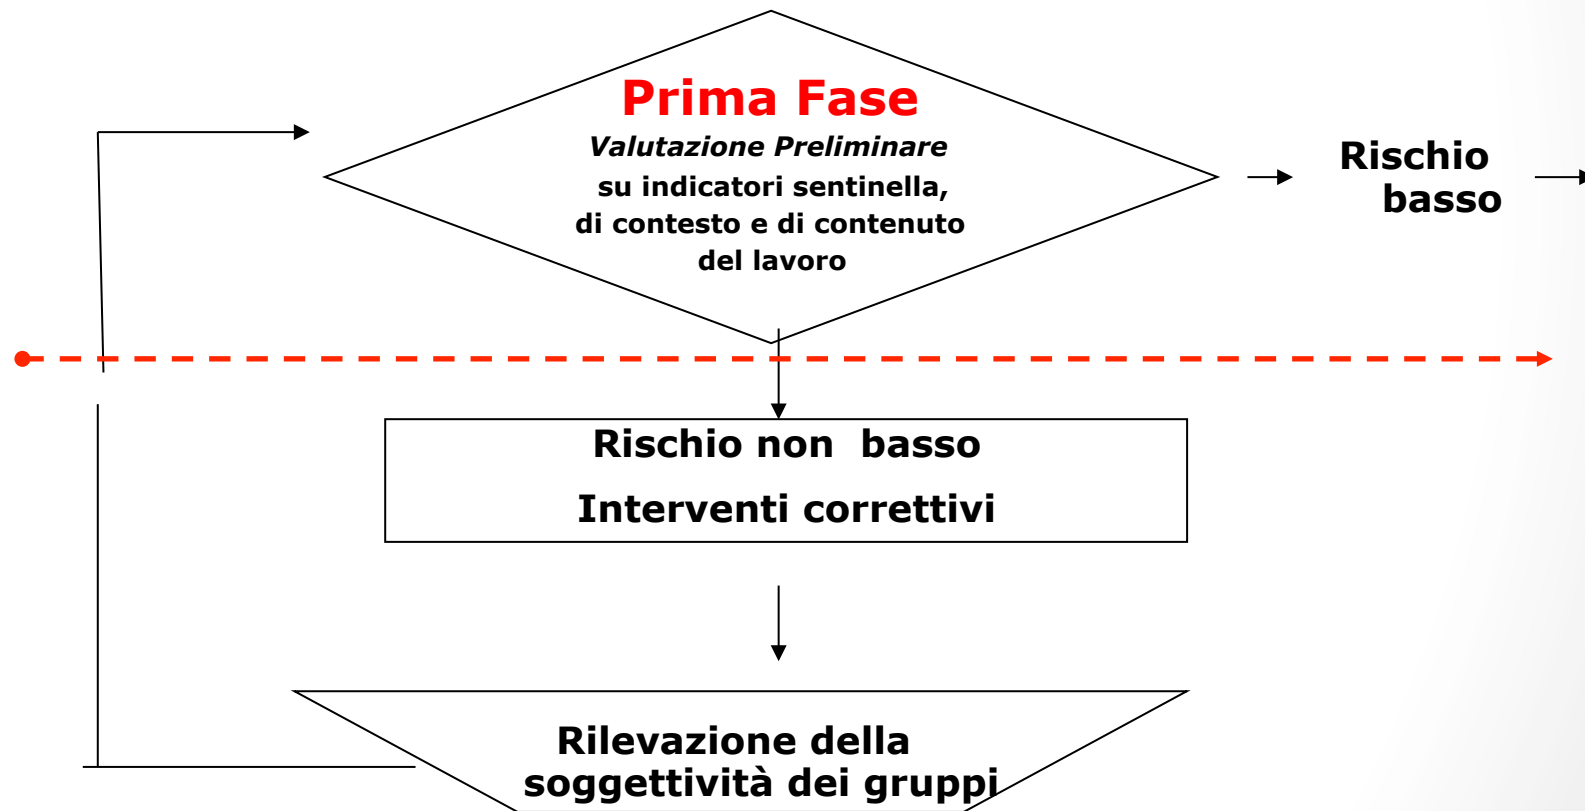 Prima Fase
Valutazione Preliminare
su indicatori sentinella,
di contesto e di contenuto
del lavoro
Rischio
basso
Rischio non basso
Interventi correttivi
Rilevazione della
soggettività dei gruppi